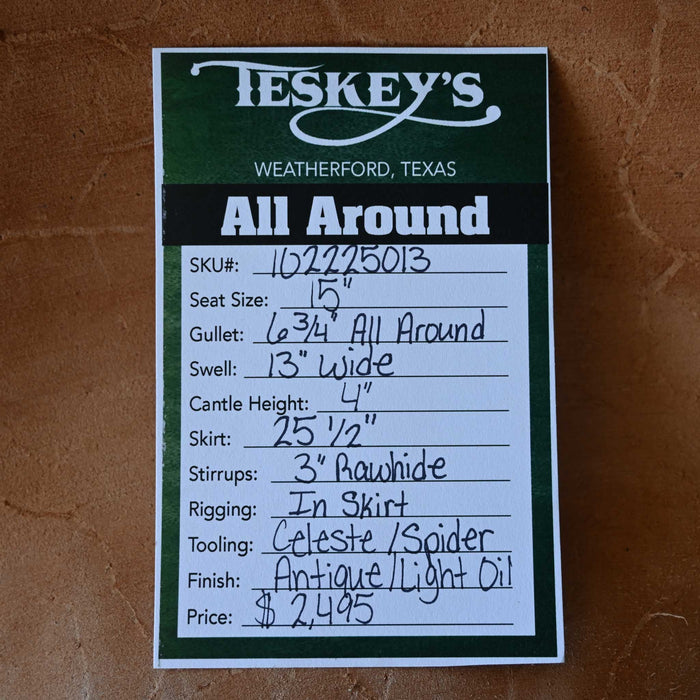 TESKEY'S
WEATHERFORD, TEXAS
All Around
SKU#: 102225013
Seat Size: 15"
Gullet: 6 3/4" All Around
Swell: 13" Wide
Cantle Height: 4"
Skirt: 25 1/2"
Stirrups: 3" Rawhide
Rigging: In Skirt
Tooling: Celeste/Spider
Finish: Antique/Light Oil
Price: $2,495